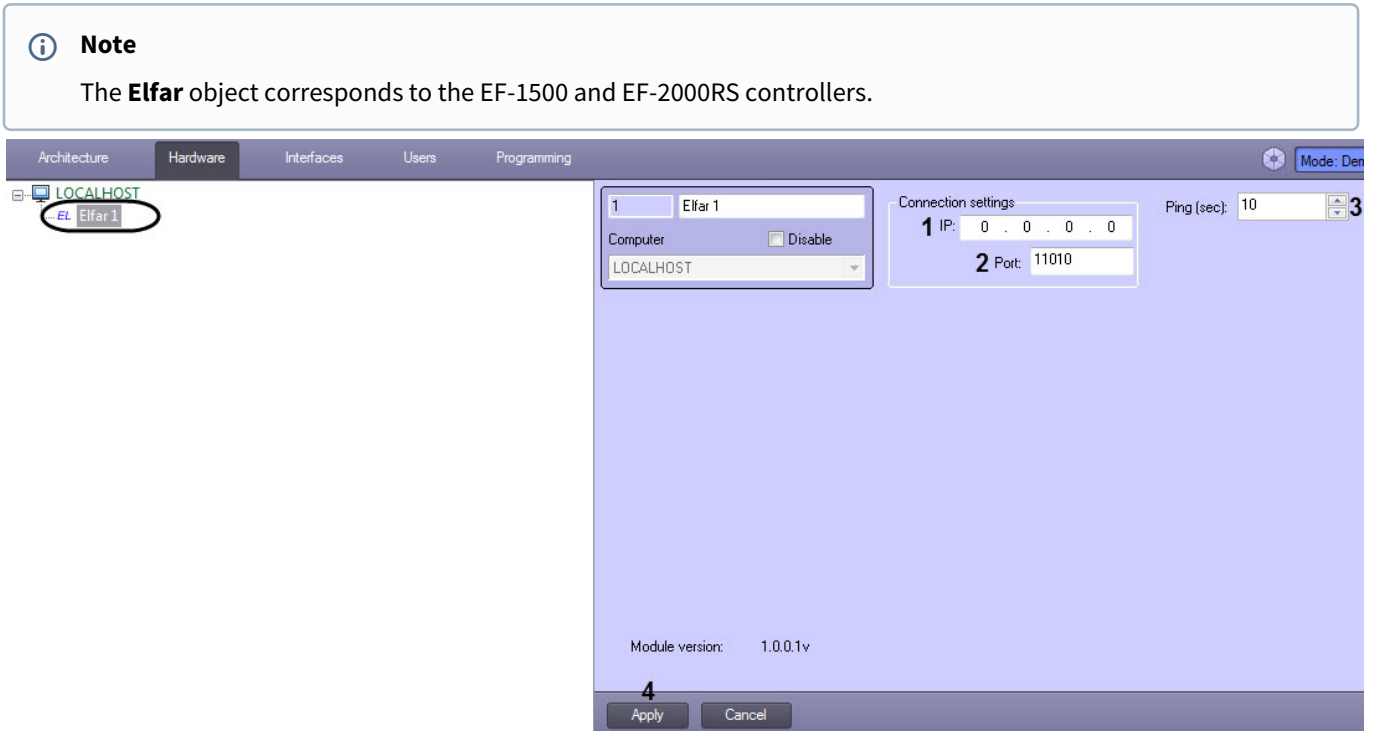 Note
The Elfar object corresponds to the EF-1500 and EF-2000RS controllers.
Architecture Hardware Interfaces Users Programming Mode: Dem
LOCALHOST
EL Elfar 1
1 Elfar 1
Computer Disable
LOCALHOST
Connection settings
1 IP: 0 . 0 . 0 . 0
2 Port: 11010
Ping (sec): 10 3
Module version: 1.0.0.1v
4
Apply Cancel